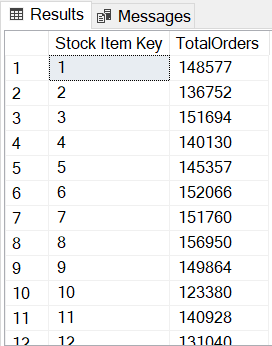 Results Messages
Stock Item Key TotalOrders
1 1 148577
2 2 136752
3 3 151694
4 4 140130
5 5 145357
6 6 152066
7 7 151760
8 8 156950
9 9 149864
10 10 123380
11 11 140928
12 12 131040